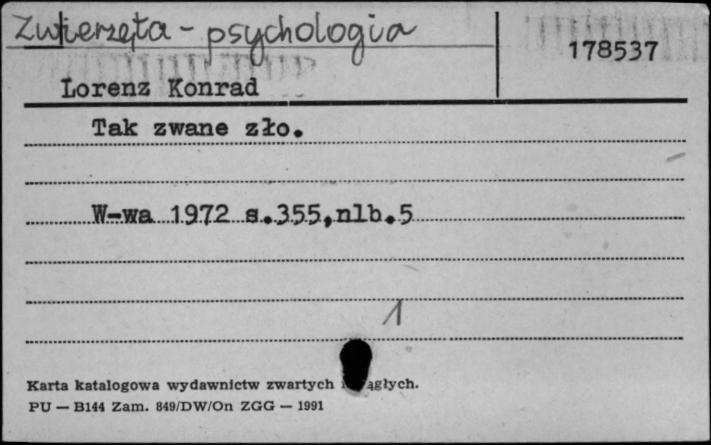 Zwierzęta - psychologia
178537
Lorenz Konrad
Tak zwane zło.
W-wa 1972 s.355,nlb.5
1
Karta katalogowa wydawnictw zwartych
PU — B144 Zam. 849/DW/On ZGG — 1991